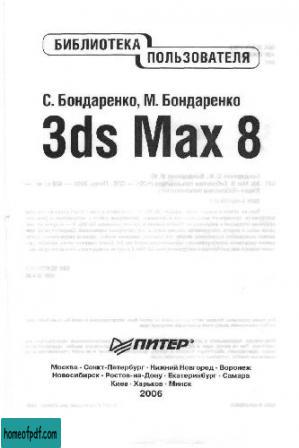 БИБЛИОТЕКА
ПОЛЬЗОВАТЕЛЯ
С. Бондаренко, М. Бондаренко
3ds Max 8
ПИТЕР®
Москва · Санкт-Петербург · Нижний Новгород · Воронеж
Новосибирск · Ростов-на-Дону · Екатеринбург · Самара
Киев · Харьков · Минск
2006
homeofpdf.com